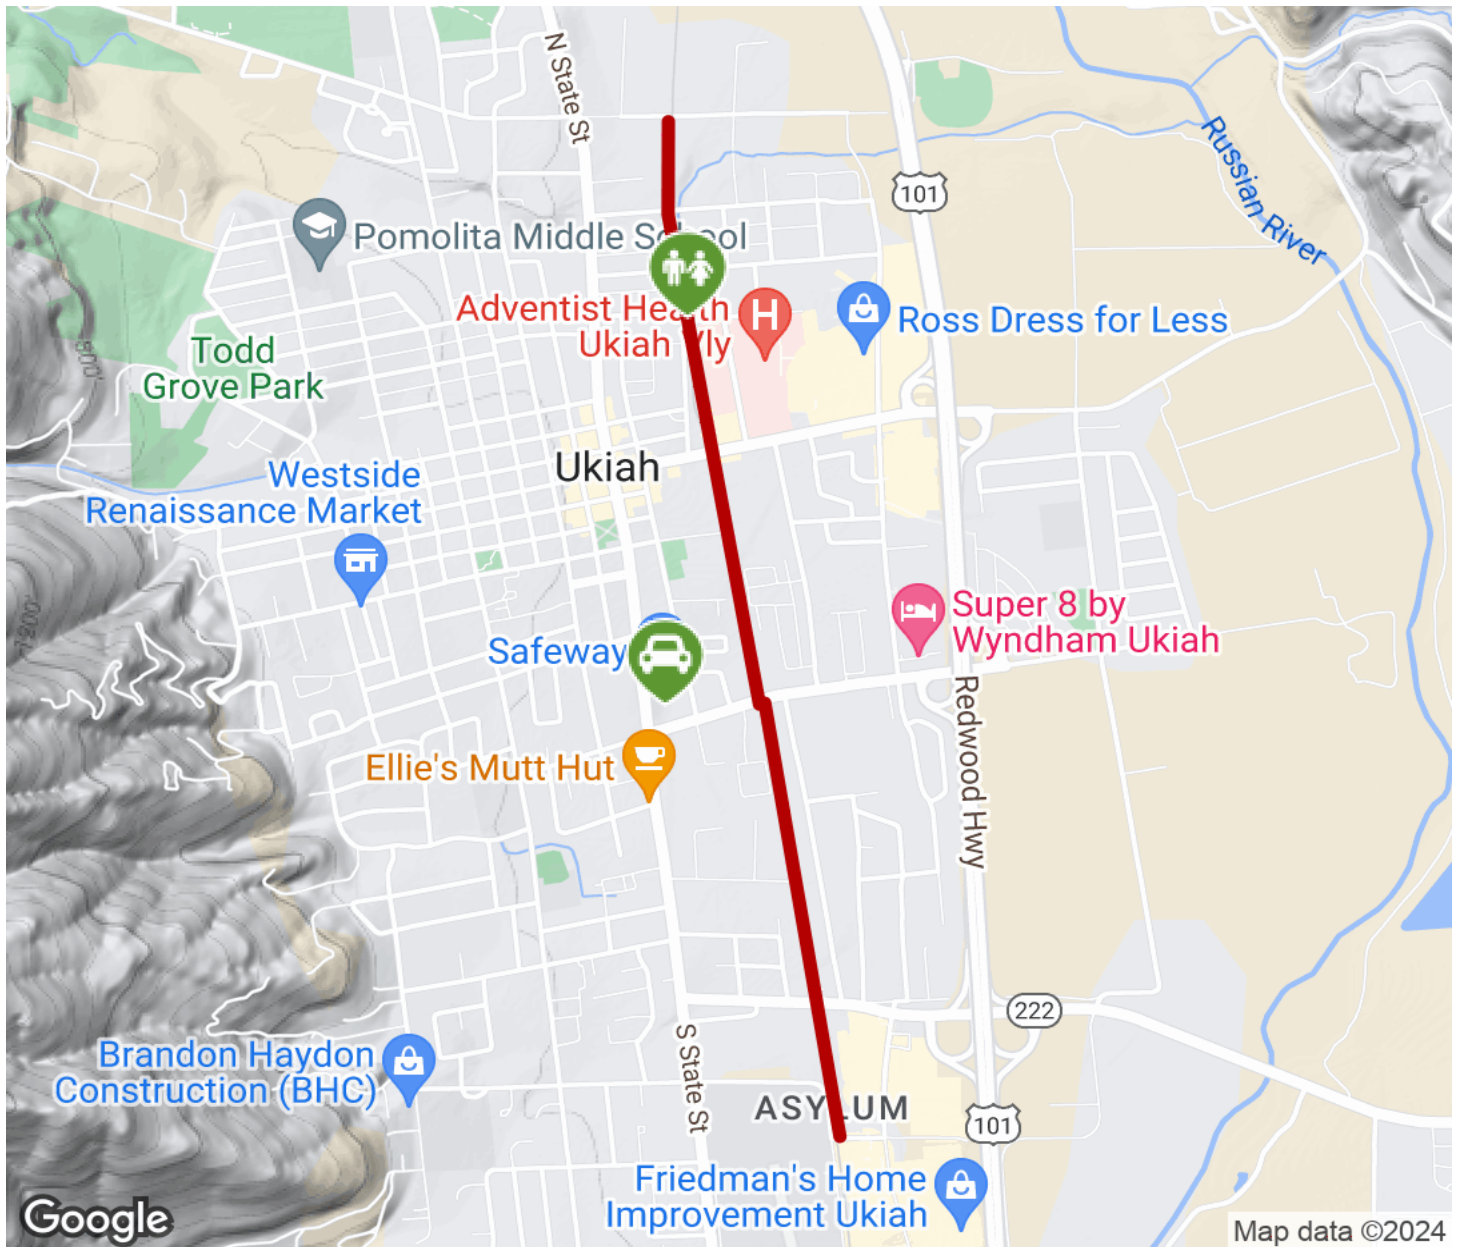 N State St
101
Russian River
Pomolita Middle School
Adventist Health
Ukiah Vly
H
Ross Dress for Less
Todd
Grove Park
500'
Westside
Renaissance Market
Ukiah
1200'
Super 8 by
Wyndham Ukiah
Safeway
Redwood Hwy
Ellie's Mutt Hut
222
S State St
Brandon Haydon
Construction (BHC)
ASYLUM
101
Friedman's Home
Improvement Ukiah
Google
Map data ©2024